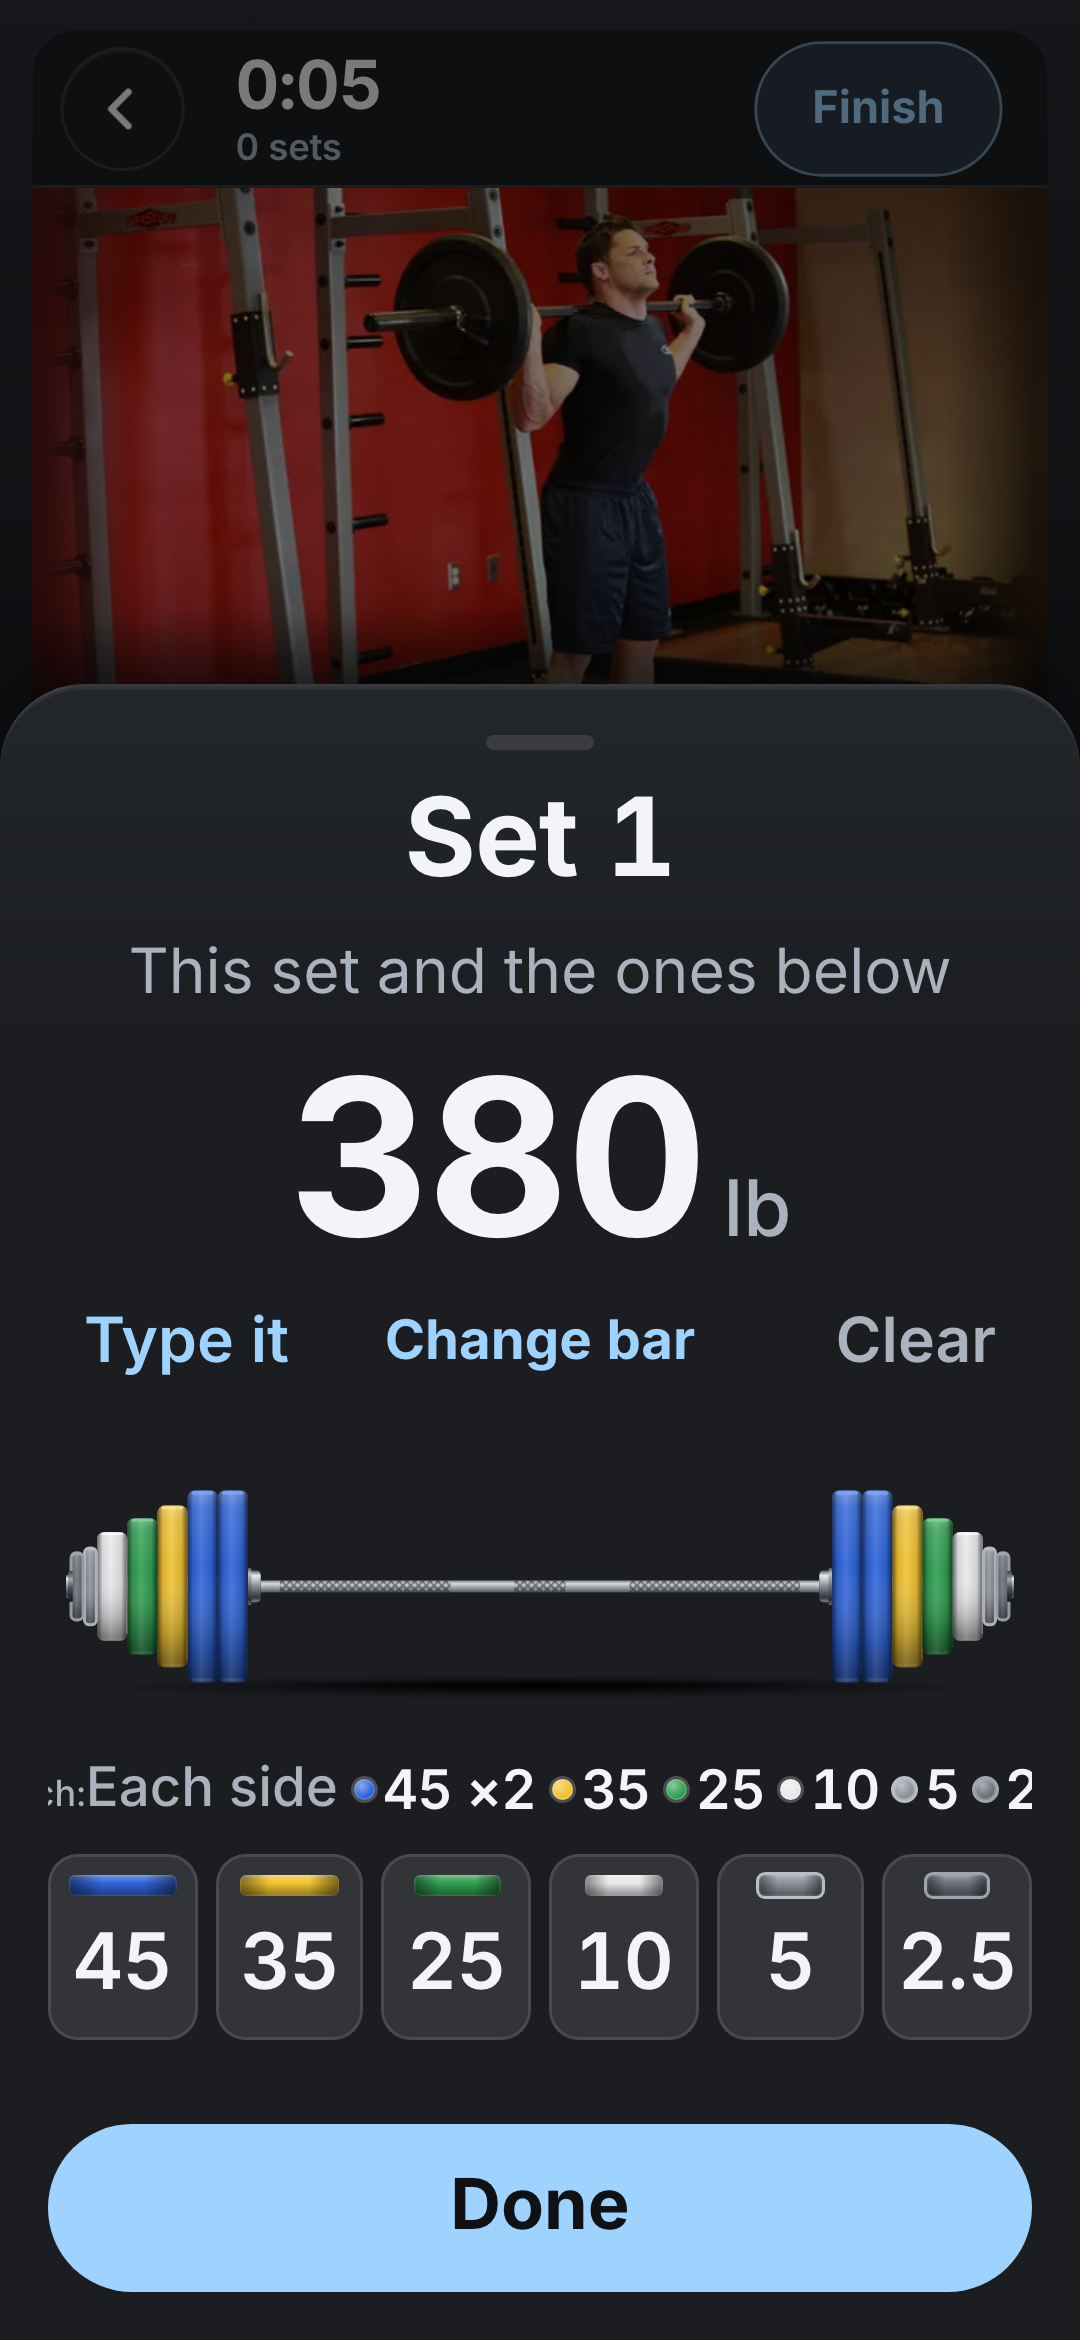 0:05
0 sets
Finish
Set 1
This set and the ones below
380 lb
Type it
Change bar
Clear
ch: Each side 45 ×2 35 25 10 5 2
45 35 25 10 5 2.5
Done